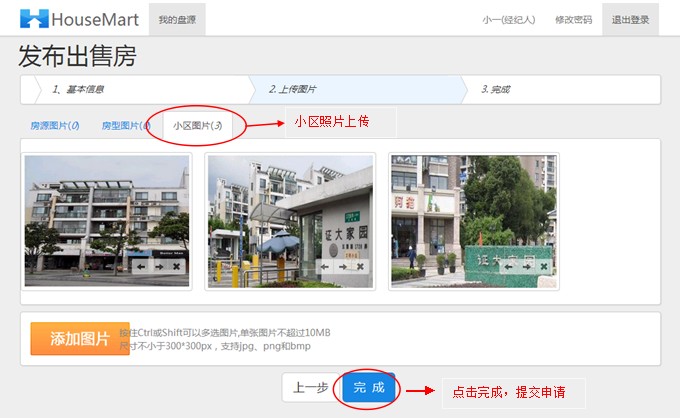 HouseMart
我的盘源
小一(经纪人)
修改密码
退出登录
发布出售房
1、基本信息
2.上传图片
3.完成
房源图片(0)
房型图片(0)
小区图片(3)
小区照片上传
证大家园
证大家园
添加图片
按住Ctrl或Shift可以多选图片,单张图片不超过10MB
尺寸不小于300*300px，支持jpg、png和bmp
上一步
完 成
点击完成，提交申请